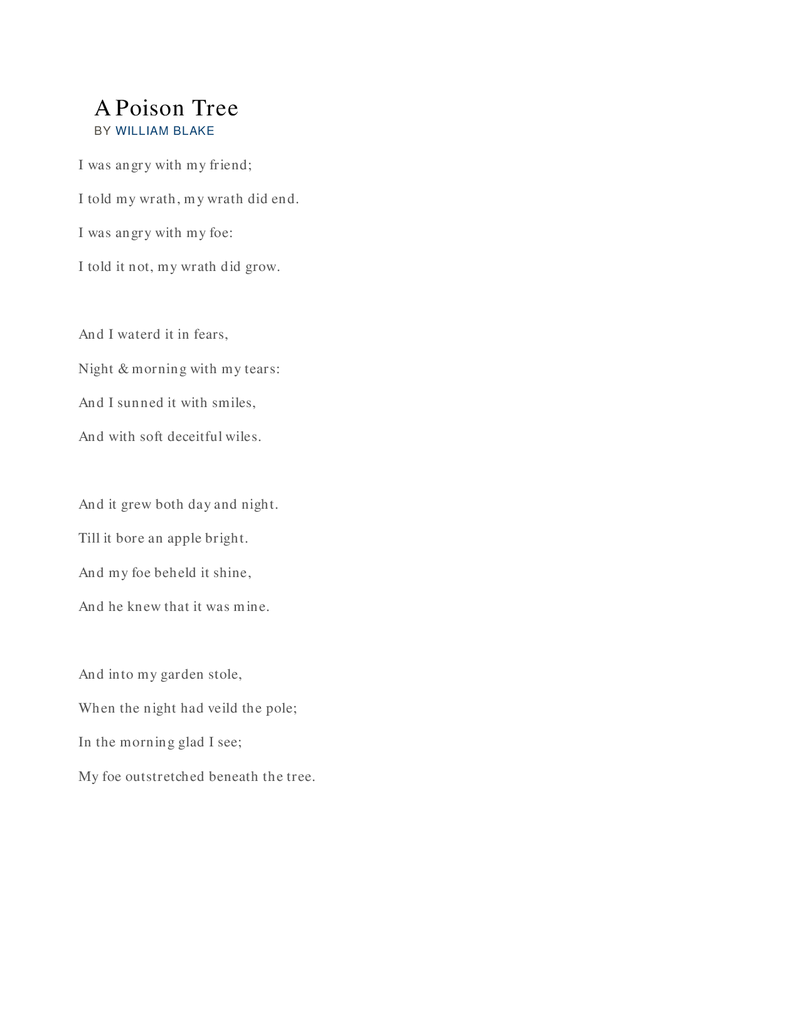 A Poison Tree
BY WILLIAM BLAKE
I was angry with my friend;
I told my wrath, my wrath did end.
I was angry with my foe:
I told it not, my wrath did grow.
And I waterd it in fears,
Night & morning with my tears:
And I sunned it with smiles,
And with soft deceitful wiles.
And it grew both day and night.
Till it bore an apple bright.
And my foe beheld it shine,
And he knew that it was mine.
And into my garden stole,
When the night had veild the pole;
In the morning glad I see;
My foe outstretched beneath the tree.